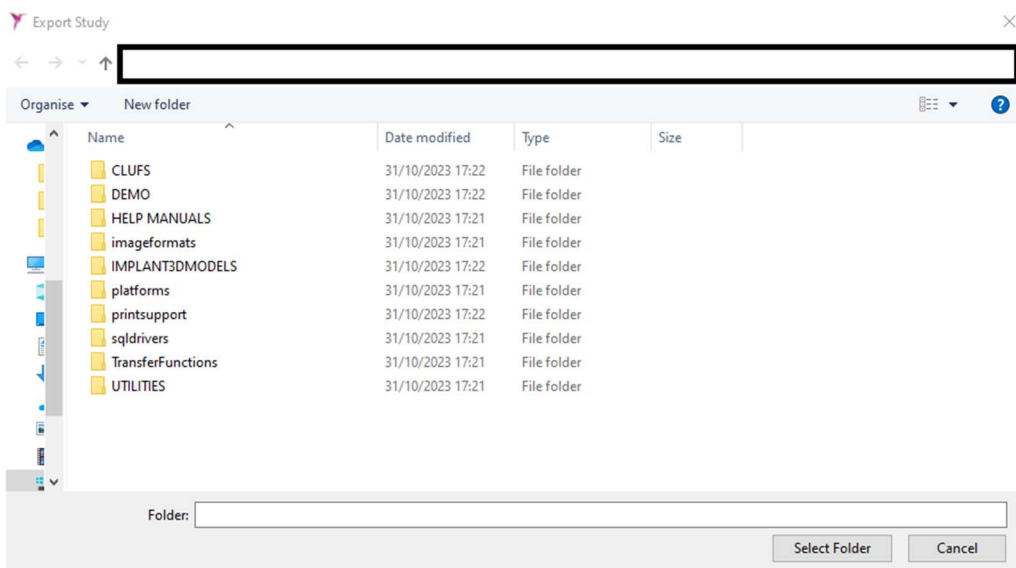 Export Study
Organise New folder
Name Date modified Type Size
CLUFS 31/10/2023 17:22 File folder
DEMO 31/10/2023 17:22 File folder
HELP MANUALS 31/10/2023 17:21 File folder
imageformats 31/10/2023 17:21 File folder
IMPLANT3DMODELS 31/10/2023 17:22 File folder
platforms 31/10/2023 17:21 File folder
printsupport 31/10/2023 17:22 File folder
sqldrivers 31/10/2023 17:21 File folder
TransferFunctions 31/10/2023 17:21 File folder
UTILITIES 31/10/2023 17:21 File folder
Folder:
Select Folder Cancel